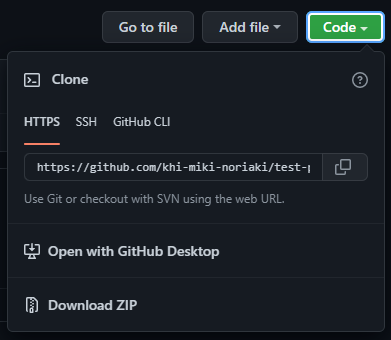 Go to file Add file Code
Clone
HTTPS SSH GitHub CLI
https://github.com/khi-miki-noriaki/test-
Use Git or checkout with SVN using the web URL.
Open with GitHub Desktop
Download ZIP